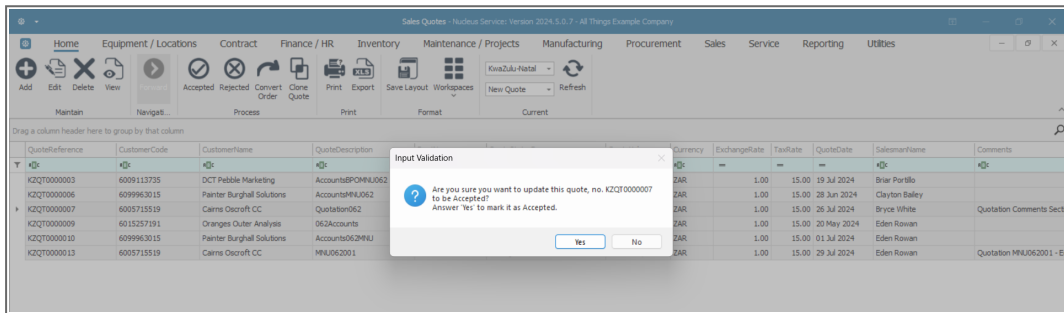 Sales Quotes - Nucleus Service: Version 2024.5.0.7 - All Things Example Company
Home Equipment / Locations Contract Finance / HR Inventory Maintenance / Projects Manufacturing Procurement Sales Service Reporting Utilities
Add Edit Delete View Forward Accepted Rejected Convert Order Clone Quote Print Export Save Layout Workspaces KwaZulu-Natal New Quote Refresh
Maintain Navigati... Process Print Format Current
Drag a column header here to group by that column
QuoteReference CustomerCode CustomerName QuoteDescription Currency ExchangeRate TaxRate QuoteDate SalesmanName Comments
KZQT0000003 6009113735 DCT Pebble Marketing AccountsBPOMNU062 ZAR 1.00 15.00 19 Jul 2024 Briar Portillo
KZQT0000006 6099963015 Painter Burghall Solutions AccountsMNU062 ZAR 1.00 15.00 28 Jun 2024 Clayton Bailey
KZQT0000007 6005715519 Cairns Oscroft CC Quotation062 ZAR 1.00 15.00 26 Jul 2024 Bryce White Quotation Comments Sect
KZQT0000009 6015257191 Oranges Outer Analysis 062Accounts ZAR 1.00 15.00 20 May 2024 Eden Rowan
KZQT0000010 6099963015 Painter Burghall Solutions Accounts062MNU ZAR 1.00 15.00 01 Jul 2024 Eden Rowan
KZQT0000013 6005715519 Cairns Oscroft CC MNU062001 ZAR 1.00 15.00 29 Jul 2024 Eden Rowan Quotation MNU062001 - E
Input Validation
Are you sure you want to update this quote, no. KZQT0000007
to be Accepted?
Answer 'Yes' to mark it as Accepted.
Yes No